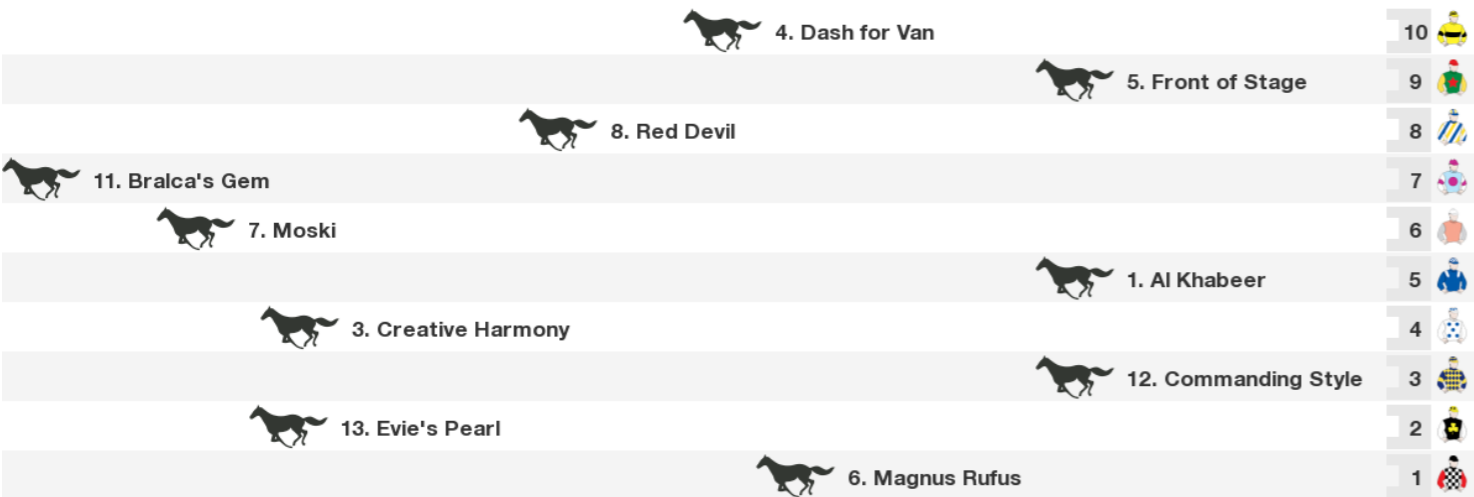 4. Dash for Van 10
5. Front of Stage 9
8. Red Devil 8
11. Bralca's Gem 7
7. Moski 6
1. Al Khabeer 5
3. Creative Harmony 4
12. Commanding Style 3
13. Evie's Pearl 2
6. Magnus Rufus 1